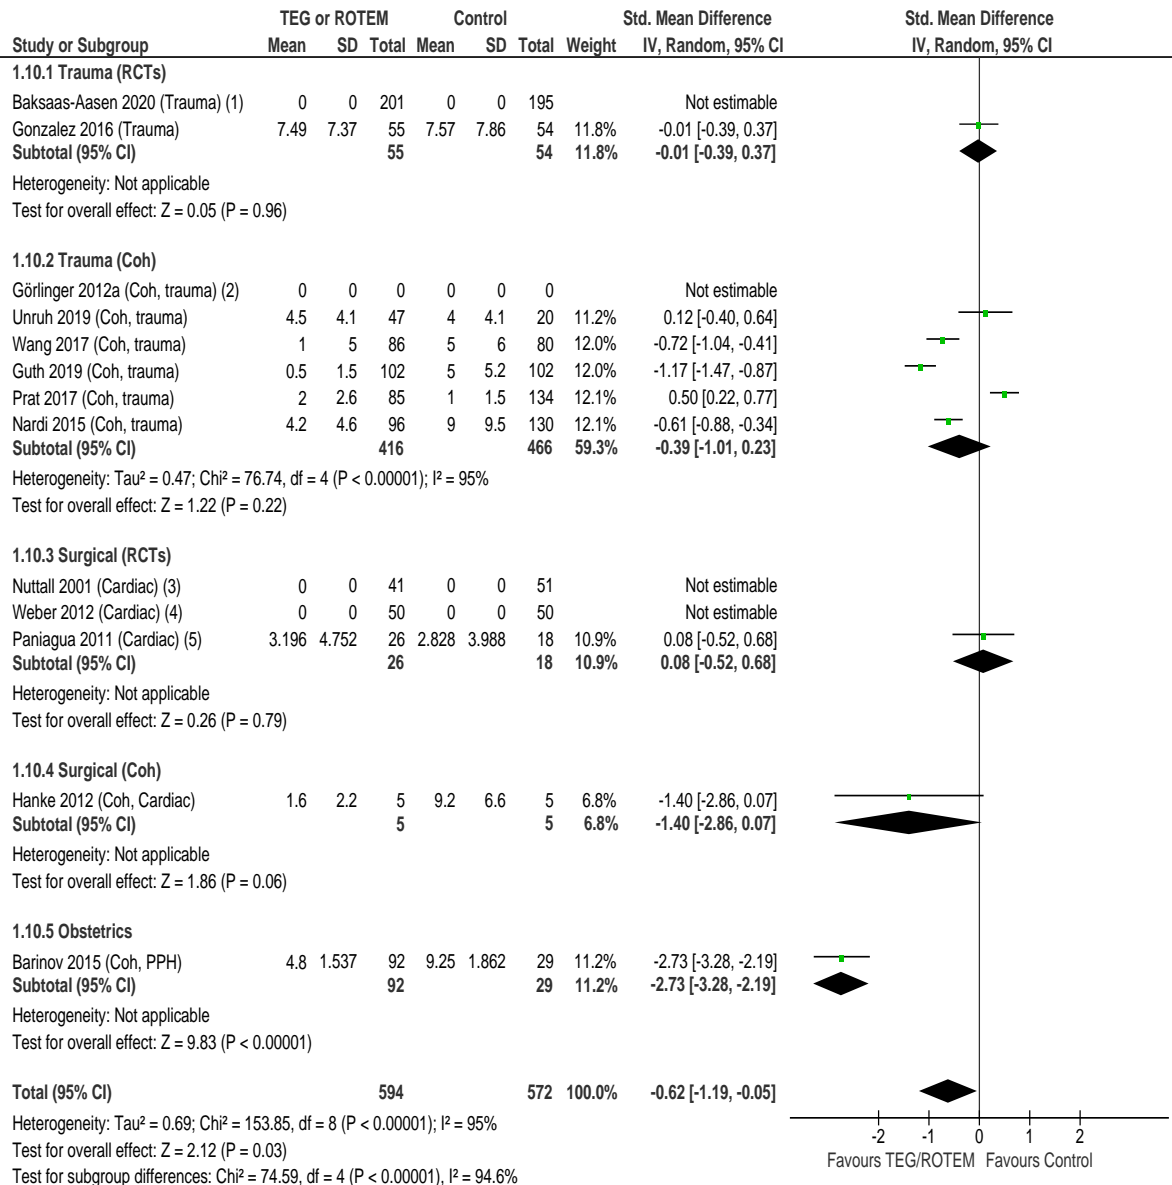 TEG or ROTEM Control Std. Mean Difference Std. Mean Difference
Study or Subgroup Mean SD Total Mean SD Total Weight IV, Random, 95% CI IV, Random, 95% CI
1.10.1 Trauma (RCTs)
Baksaas-Aasen 2020 (Trauma) (1) 0 0 201 0 0 195 Not estimable
Gonzalez 2016 (Trauma) 7.49 7.37 55 7.57 7.86 54 11.8% -0.01 [-0.39, 0.37]
Subtotal (95% CI) 55 54 11.8% -0.01 [-0.39, 0.37]
Heterogeneity: Not applicable
Test for overall effect: Z = 0.05 (P = 0.96)
1.10.2 Trauma (Coh)
Görlinger 2012a (Coh, trauma) (2) 0 0 0 0 0 0 Not estimable
Unruh 2019 (Coh, trauma) 4.5 4.1 47 4 4.1 20 11.2% 0.12 [-0.40, 0.64]
Wang 2017 (Coh, trauma) 1 5 86 5 6 80 12.0% -0.72 [-1.04, -0.41]
Guth 2019 (Coh, trauma) 0.5 1.5 102 5 5.2 102 12.0% -1.17 [-1.47, -0.87]
Prat 2017 (Coh, trauma) 2 2.6 85 1 1.5 134 12.1% 0.50 [0.22, 0.77]
Nardi 2015 (Coh, trauma) 4.2 4.6 96 9 9.5 130 12.1% -0.61 [-0.88, -0.34]
Subtotal (95% CI) 416 466 59.3% -0.39 [-1.01, 0.23]
Heterogeneity: Tau² = 0.47; Chi² = 76.74, df = 4 (P < 0.00001); I² = 95%
Test for overall effect: Z = 1.22 (P = 0.22)
1.10.3 Surgical (RCTs)
Nuttall 2001 (Cardiac) (3) 0 0 41 0 0 51 Not estimable
Weber 2012 (Cardiac) (4) 0 0 50 0 0 50 Not estimable
Paniagua 2011 (Cardiac) (5) 3.196 4.752 26 2.828 3.988 18 10.9% 0.08 [-0.52, 0.68]
Subtotal (95% CI) 26 18 10.9% 0.08 [-0.52, 0.68]
Heterogeneity: Not applicable
Test for overall effect: Z = 0.26 (P = 0.79)
1.10.4 Surgical (Coh)
Hanke 2012 (Coh, Cardiac) 1.6 2.2 5 9.2 6.6 5 6.8% -1.40 [-2.86, 0.07]
Subtotal (95% CI) 5 5 6.8% -1.40 [-2.86, 0.07]
Heterogeneity: Not applicable
Test for overall effect: Z = 1.86 (P = 0.06)
1.10.5 Obstetrics
Barinov 2015 (Coh, PPH) 4.8 1.537 92 9.25 1.862 29 11.2% -2.73 [-3.28, -2.19]
Subtotal (95% CI) 92 29 11.2% -2.73 [-3.28, -2.19]
Heterogeneity: Not applicable
Test for overall effect: Z = 9.83 (P < 0.00001)
Total (95% CI) 594 572 100.0% -0.62 [-1.19, -0.05]
Heterogeneity: Tau² = 0.69; Chi² = 153.85, df = 8 (P < 0.00001); I² = 95%
Test for overall effect: Z = 2.12 (P = 0.03)
Test for subgroup differences: Chi² = 74.59, df = 4 (P < 0.00001), I² = 94.6%
-2 -1 0 1 2
Favours TEG/ROTEM Favours Control